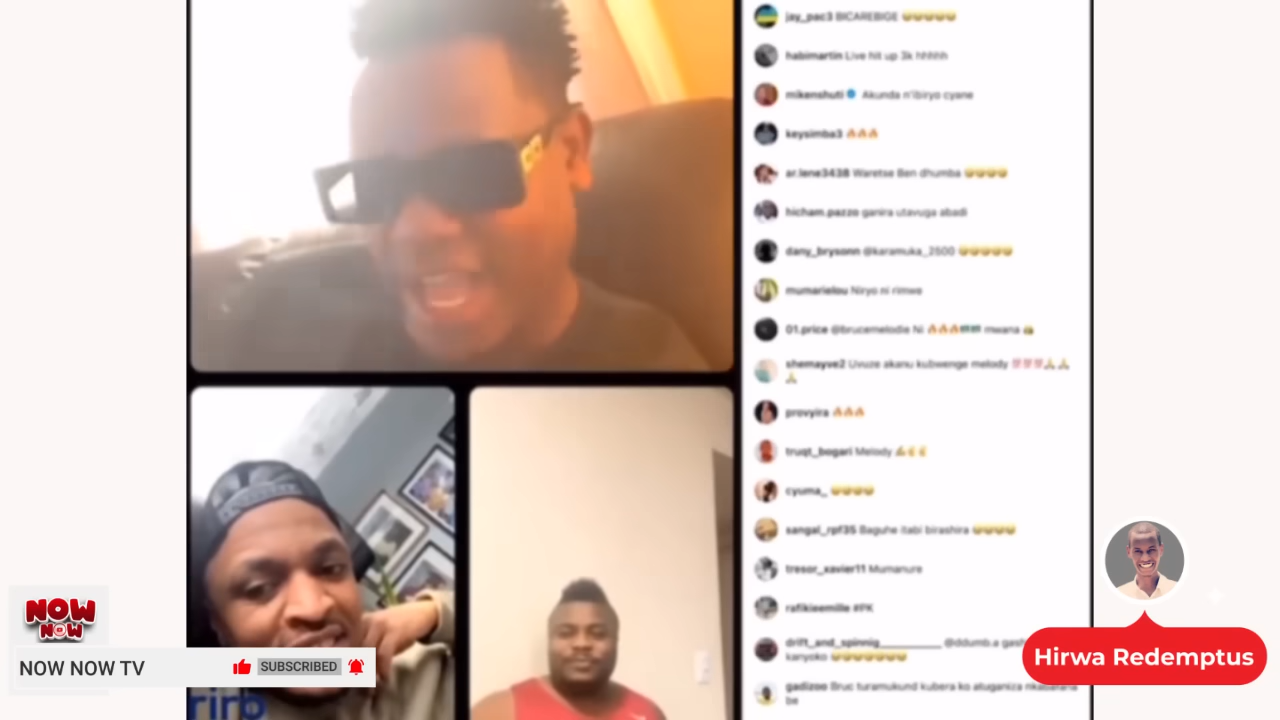 jay_pac3 BICAREBIGE 😂😂😂😂😂
habimartin Live hit up 3k hhhhh
mikenshuti Akunda n'ibiryo cyane
keysimba3 🔥🔥🔥
ar.lene3438 Waretse Ben dhumba 😂😂😂😂
hicham.pazzo ganira utavuga abadi
dany_brysonn @karamuka_2500 😂😂😂😂😂
mumarielou Niryo ni rimwe
01.price @brucemelodie Ni 🔥🔥🔥 mwana
shemayve2 Uvuze akanu kubwenge melody 💯💯💯🙏🙏
🙏
provyira 🔥🔥🔥
truqt_bogari Melody
cyuma_ 😂😂😂😂
sangal_rpf35 Baguhe itabi birashira 😂😂😂😂
tresor_xavier11 Mumanure
rafikieemille #PK
drift_and_spinnig__________ @ddumb.a
kanyoko 😂😂😂😂😂😂😂
gadizoo Bruc turamukund kubera ko atuganiza
be
NOW
NOW
NOW NOW TV
SUBSCRIBED
Hirwa Redemptus